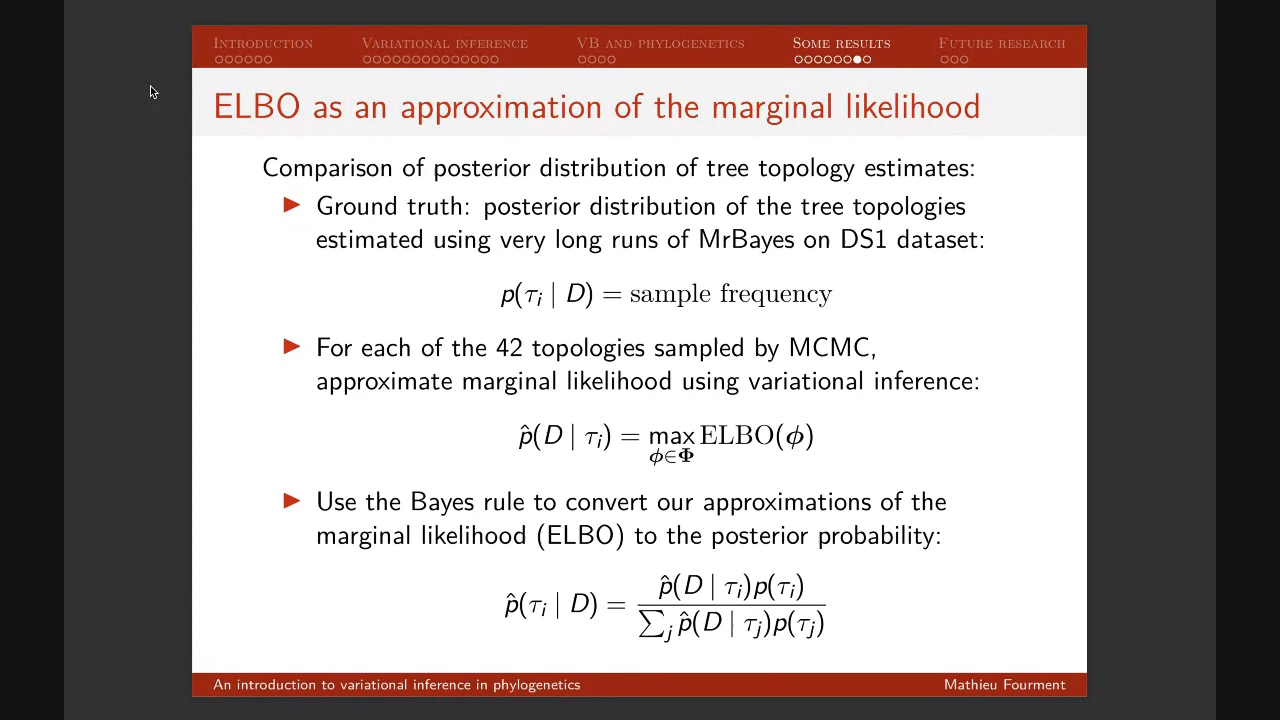 INTRODUCTION VARIATIONAL INFERENCE VB AND PHYLOGENETICS SOME RESULTS FUTURE RESEARCH
ELBO as an approximation of the marginal likelihood
Comparison of posterior distribution of tree topology estimates:
▶ Ground truth: posterior distribution of the tree topologies
estimated using very long runs of MrBayes on DS1 dataset:
p(τᵢ | D) = sample frequency
▶ For each of the 42 topologies sampled by MCMC,
approximate marginal likelihood using variational inference:
p̂(D | τᵢ) = max_{ϕ∈Φ} ELBO(ϕ)
▶ Use the Bayes rule to convert our approximations of the
marginal likelihood (ELBO) to the posterior probability:
p̂(τᵢ | D) = p̂(D | τᵢ)p(τᵢ) / ∑ⱼ p̂(D | τⱼ)p(τⱼ)
An introduction to variational inference in phylogenetics Mathieu Fourment